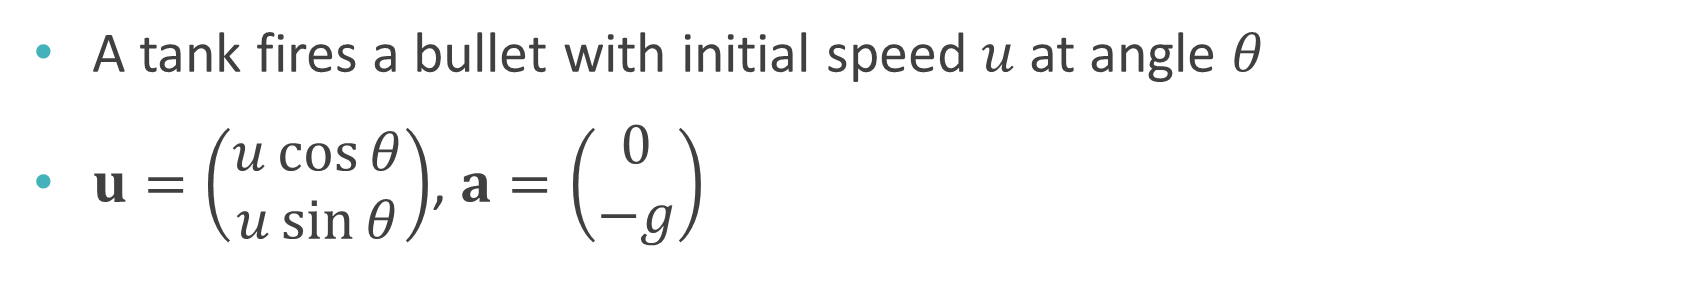 • A tank fires a bullet with initial speed 𝑢 at angle 𝜃
• 𝐮 = (𝑢 cos 𝜃
𝑢 sin 𝜃), 𝐚 = (0
−𝑔)